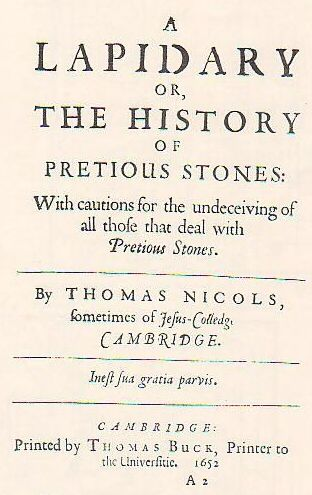 A
LAPIDARY
OR,
THE HISTORY
OF
PRETIOUS STONES:
With cautions for the undeceiving of
all thoſe that deal with
Pretious Stones.
By THOMAS NICOLS,
ſometimes of Jeſus-Colledg,
CAMBRIDGE.
Ineſt ſua gratia parvis.
CAMBRIDGE:
Printed by THOMAS BUCK, Printer to
the Univerſitie. 1652
A 2